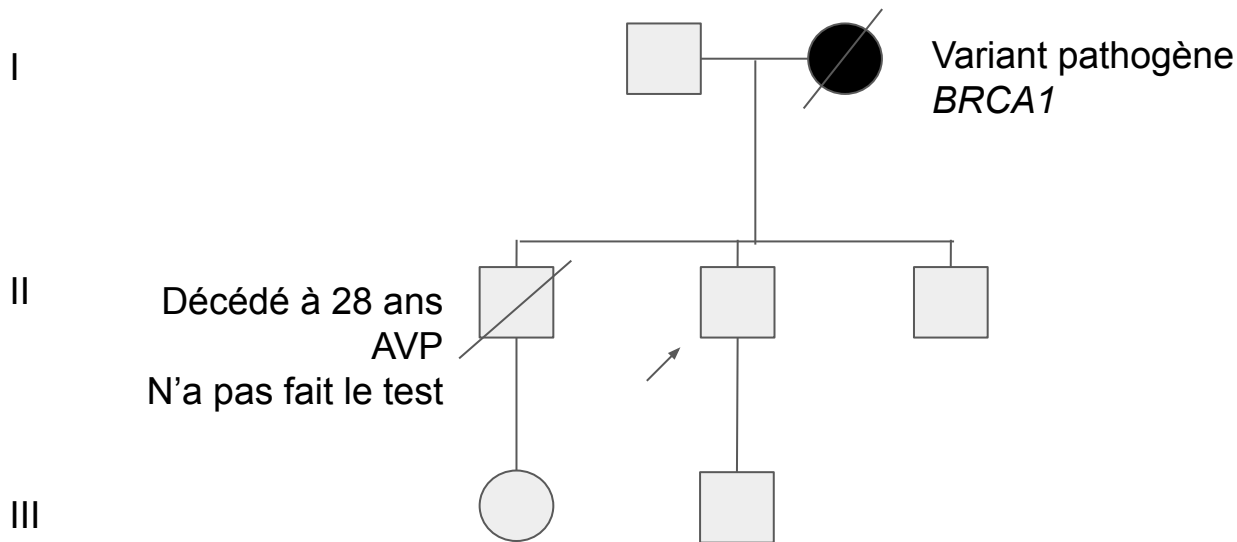 I
Variant pathogène
BRCA1
II
Décédé à 28 ans
AVP
N'a pas fait le test
III